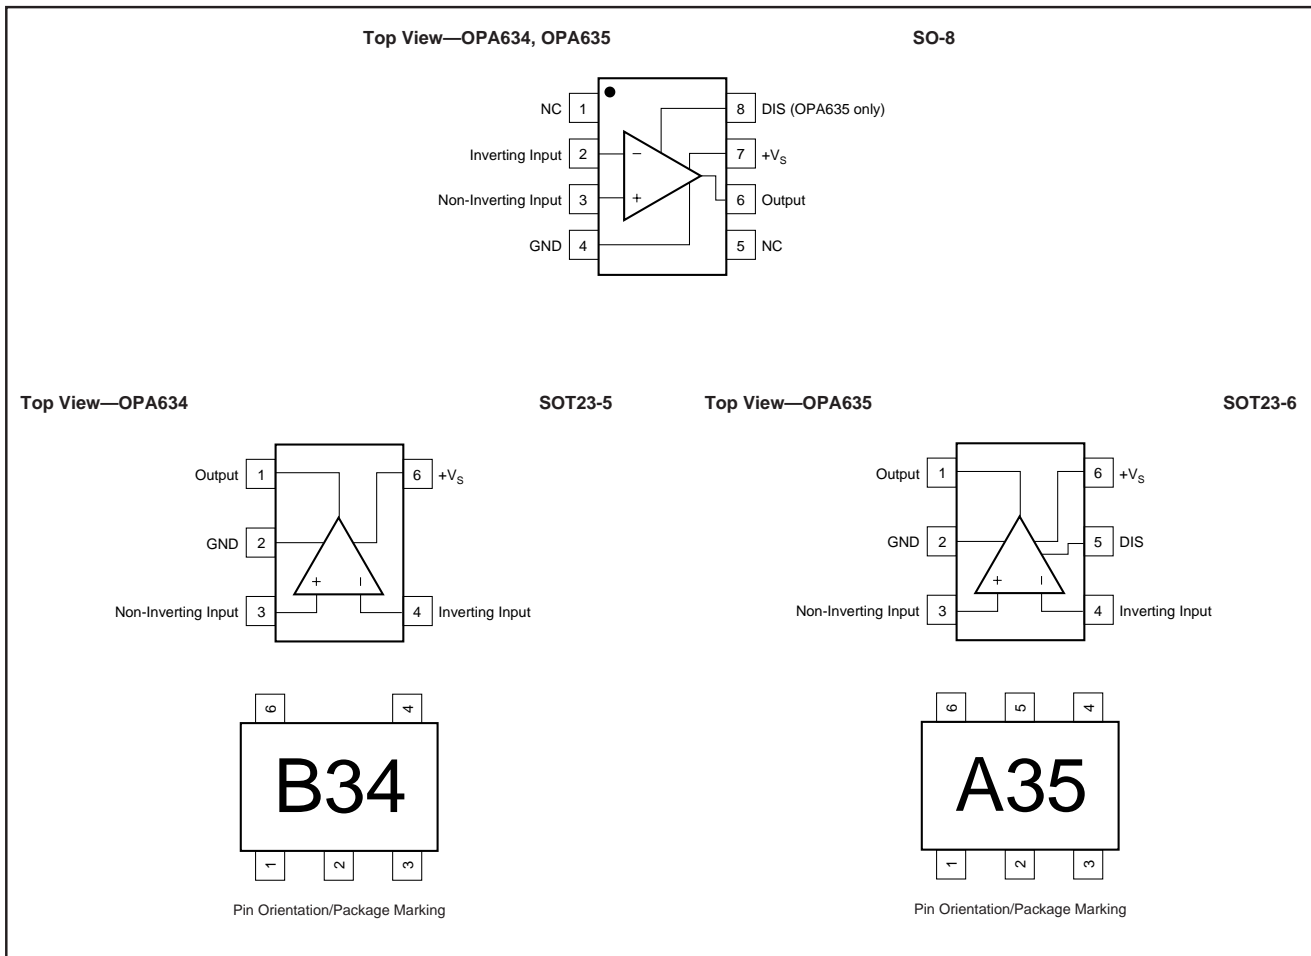 Top View—OPA634, OPA635 SO-8
NC 1 8 DIS (OPA635 only)
Inverting Input 2 − 7 +VS
Non-Inverting Input 3 + 6 Output
GND 4 5 NC
Top View—OPA634 SOT23-5
Output 1 6 +VS
GND 2
+ −
Non-Inverting Input 3 4 Inverting Input
6 4
B34
1 2 3
Pin Orientation/Package Marking
Top View—OPA635 SOT23-6
Output 1 6 +VS
GND 2 5 DIS
+ −
Non-Inverting Input 3 4 Inverting Input
6 5 4
A35
1 2 3
Pin Orientation/Package Marking